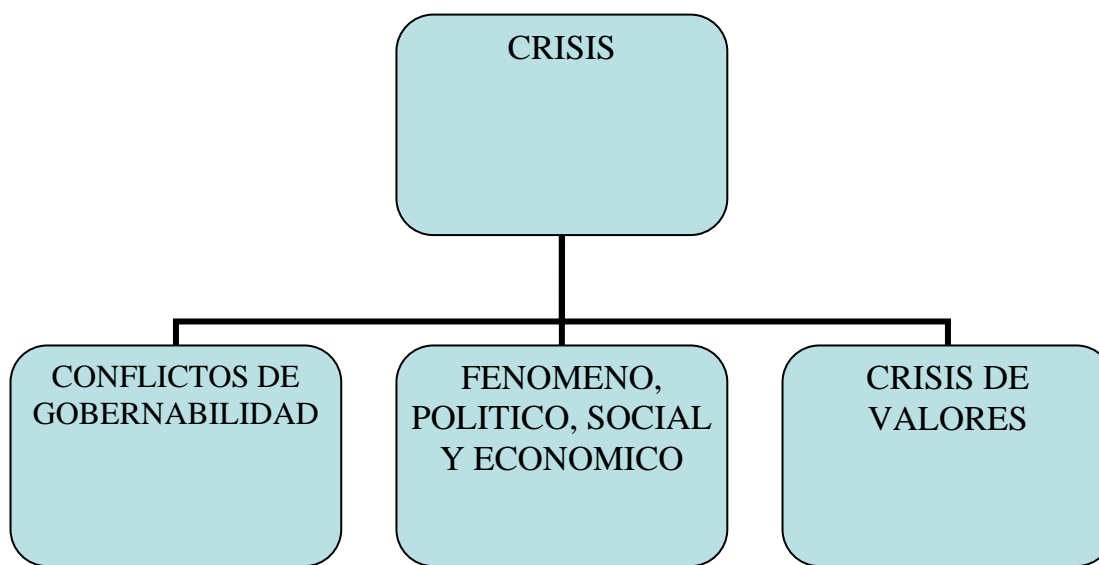 CRISIS
CONFLICTOS DE
GOBERNABILIDAD
FENOMENO,
POLITICO, SOCIAL
Y ECONOMICO
CRISIS DE
VALORES